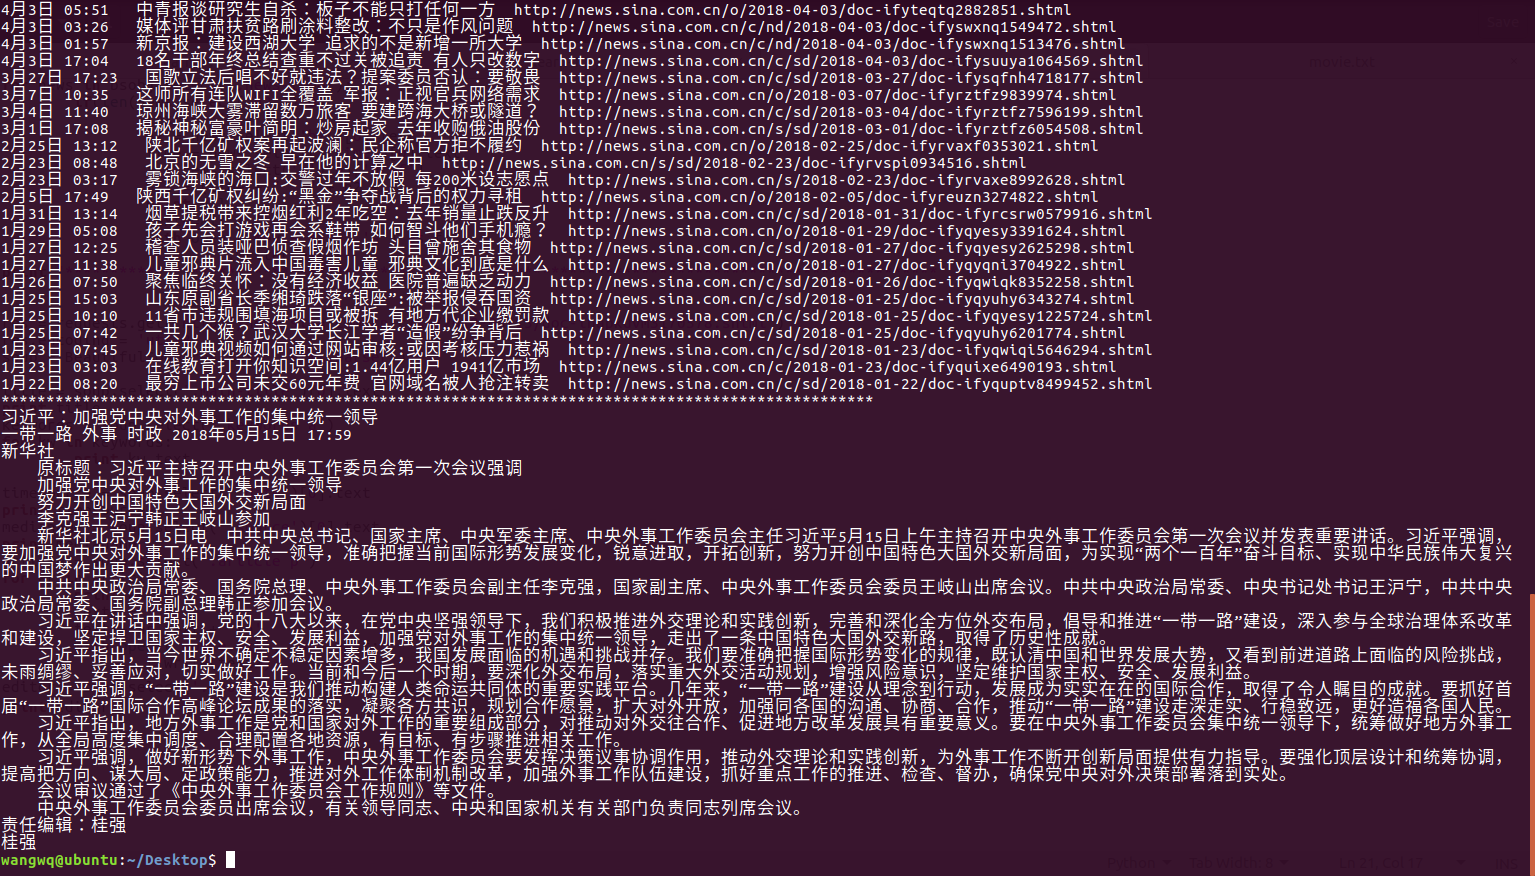 4月3日 05:51 中青报谈研究生自杀：板子不能只打任何一方 http://news.sina.com.cn/o/2018-04-03/doc-ifyteqtq2882851.shtml
4月3日 03:26 媒体评甘肃扶贫路刷涂料整改：不只是作风问题 http://news.sina.com.cn/c/nd/2018-04-03/doc-ifyswxnq1549472.shtml
4月3日 01:57 新京报：建设西湖大学 追求的不是新增一所大学 http://news.sina.com.cn/c/nd/2018-04-03/doc-ifyswxnq1513476.shtml
4月3日 17:04 18名干部年终总结查重不过关被追责 有人只改数字 http://news.sina.com.cn/c/sd/2018-04-03/doc-ifysuuya1064569.shtml
3月27日 17:23 国歌立法后唱不好就违法？提案委员否认：要敬畏 http://news.sina.com.cn/c/sd/2018-03-27/doc-ifysqfnh4718177.shtml
3月7日 10:35 这师所有连队WIFI全覆盖 军报：正视官兵网络需求 http://news.sina.com.cn/o/2018-03-07/doc-ifyrztfz9839974.shtml
3月4日 11:40 琼州海峡大雾滞留数万旅客 要建跨海大桥或隧道？ http://news.sina.com.cn/c/sd/2018-03-04/doc-ifyrztfz7596199.shtml
3月1日 17:08 揭秘神秘富豪叶简明：炒房起家 去年收购俄油股份 http://news.sina.com.cn/s/sd/2018-03-01/doc-ifyrztfz6054508.shtml
2月25日 13:12 陕北千亿矿权案再起波澜：民企称官方拒不履约 http://news.sina.com.cn/o/2018-02-25/doc-ifyrvaxf0353021.shtml
2月23日 08:48 北京的无雪之冬 早在他的计算之中 http://news.sina.com.cn/s/sd/2018-02-23/doc-ifyrvspi0934516.shtml
2月23日 03:17 雾锁海峡的海口:交警过年不放假 每200米设志愿点 http://news.sina.com.cn/s/2018-02-23/doc-ifyrvaxe8992628.shtml
2月5日 17:49 陕西千亿矿权纠纷:“黑金”争夺战背后的权力寻租 http://news.sina.com.cn/o/2018-02-05/doc-ifyreuzn3274822.shtml
1月31日 13:14 烟草提税带来控烟红利2年吃空：去年销量止跌反升 http://news.sina.com.cn/c/sd/2018-01-31/doc-ifyrcsrw0579916.shtml
1月29日 05:08 孩子先会打游戏再会系鞋带 如何智斗他们手机瘾？ http://news.sina.com.cn/o/2018-01-29/doc-ifyqyesy3391624.shtml
1月27日 12:25 稽查人员装哑巴侦查假烟作坊 头目曾施舍其食物 http://news.sina.com.cn/c/sd/2018-01-27/doc-ifyqyesy2625298.shtml
1月27日 11:38 儿童邪典片流入中国毒害儿童 邪典文化到底是什么 http://news.sina.com.cn/o/2018-01-27/doc-ifyqyqni3704922.shtml
1月26日 07:50 聚焦临终关怀：没有经济收益 医院普遍缺乏动力 http://news.sina.com.cn/c/sd/2018-01-26/doc-ifyqwiqk8352258.shtml
1月25日 15:03 山东原副省长季缃琦跌落“银座”:被举报侵吞国资 http://news.sina.com.cn/c/sd/2018-01-25/doc-ifyqyuhy6343274.shtml
1月25日 10:10 11省市违规围填海项目或被拆 有地方代企业缴罚款 http://news.sina.com.cn/c/sd/2018-01-25/doc-ifyqyesy1225724.shtml
1月25日 07:42 一共几个猴？武汉大学长江学者“造假”纷争背后 http://news.sina.com.cn/c/sd/2018-01-25/doc-ifyqyuhy6201774.shtml
1月23日 07:45 儿童邪典视频如何通过网站审核:或因考核压力惹祸 http://news.sina.com.cn/c/sd/2018-01-23/doc-ifyqwiqi5646294.shtml
1月23日 03:03 在线教育打开你知识空间:1.44亿用户 1941亿市场 http://news.sina.com.cn/c/2018-01-23/doc-ifyquixe6490193.shtml
1月22日 08:20 最穷上市公司未交60元年费 官网域名被人抢注转卖 http://news.sina.com.cn/c/sd/2018-01-22/doc-ifyquptv8499452.shtml
*************************************************************************************************
习近平：加强党中央对外事工作的集中统一领导
一带一路 外事 时政 2018年05月15日 17:59
新华社
原标题：习近平主持召开中央外事工作委员会第一次会议强调
加强党中央对外事工作的集中统一领导
努力开创中国特色大国外交新局面
李克强王沪宁韩正王岐山参加
新华社北京5月15日电 中共中央总书记、国家主席、中央军委主席、中央外事工作委员会主任习近平5月15日上午主持召开中央外事工作委员会第一次会议并发表重要讲话。习近平强调，
要加强党中央对外事工作的集中统一领导，准确把握当前国际形势发展变化，锐意进取，开拓创新，努力开创中国特色大国外交新局面，为实现“两个一百年”奋斗目标、实现中华民族伟大复兴
的中国梦作出更大贡献。
中共中央政治局常委、国务院总理、中央外事工作委员会副主任李克强，国家副主席、中央外事工作委员会委员王岐山出席会议。中共中央政治局常委、中央书记处书记王沪宁，中共中央
政治局常委、国务院副总理韩正参加会议。
习近平在讲话中强调，党的十八大以来，在党中央坚强领导下，我们积极推进外交理论和实践创新，完善和深化全方位外交布局，倡导和推进“一带一路”建设，深入参与全球治理体系改革
和建设，坚定捍卫国家主权、安全、发展利益，加强党对外事工作的集中统一领导，走出了一条中国特色大国外交新路，取得了历史性成就。
习近平指出，当今世界不确定不稳定因素增多，我国发展面临的机遇和挑战并存。我们要准确把握国际形势变化的规律，既认清中国和世界发展大势，又看到前进道路上面临的风险挑战，
未雨绸缪、妥善应对，切实做好工作。当前和今后一个时期，要深化外交布局，落实重大外交活动规划，增强风险意识，坚定维护国家主权、安全、发展利益。
习近平强调，“一带一路”建设是我们推动构建人类命运共同体的重要实践平台。几年来，“一带一路”建设从理念到行动，发展成为实实在在的国际合作，取得了令人瞩目的成就。要抓好首
届“一带一路”国际合作高峰论坛成果的落实，凝聚各方共识，规划合作愿景，扩大对外开放，加强同各国的沟通、协商、合作，推动“一带一路”建设走深走实、行稳致远，更好造福各国人民。
习近平指出，地方外事工作是党和国家对外工作的重要组成部分，对推动对外交往合作、促进地方改革发展具有重要意义。要在中央外事工作委员会集中统一领导下，统筹做好地方外事工
作，从全局高度集中调度、合理配置各地资源，有目标、有步骤推进相关工作。
习近平强调，做好新形势下外事工作，中央外事工作委员会要发挥决策议事协调作用，推动外交理论和实践创新，为外事工作不断开创新局面提供有力指导。要强化顶层设计和统筹协调，
提高把方向、谋大局、定政策能力，推进对外工作体制机制改革，加强外事工作队伍建设，抓好重点工作的推进、检查、督办，确保党中央对外决策部署落到实处。
会议审议通过了《中央外事工作委员会工作规则》等文件。
中央外事工作委员会委员出席会议，有关领导同志、中央和国家机关有关部门负责同志列席会议。
责任编辑：桂强
桂强
wangwq@ubuntu:~/Desktop$